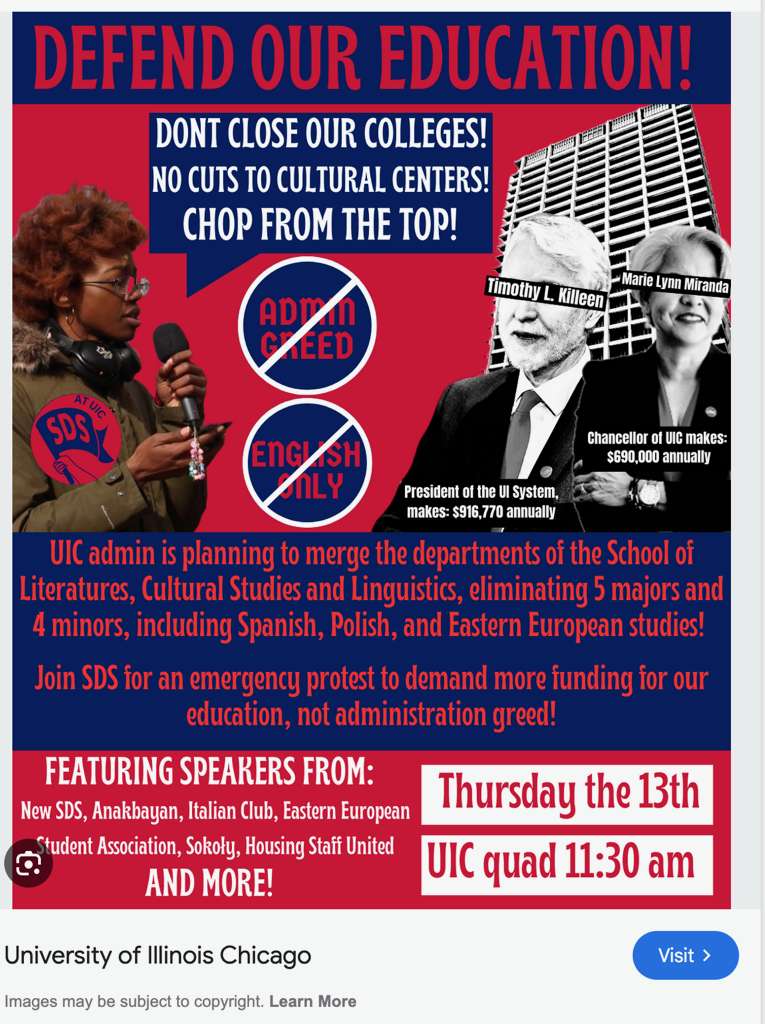 DEFEND OUR EDUCATION!
DONT CLOSE OUR COLLEGES!
NO CUTS TO CULTURAL CENTERS!
CHOP FROM THE TOP!
ADMIN
GREED
ENGLISH
ONLY
AT UIC
SDS
Timothy L. Killeen
Marie Lynn Miranda
Chancellor of UIC makes:
$690,000 annually
President of the UI System,
makes: $916,770 annually
UIC admin is planning to merge the departments of the School of
Literatures, Cultural Studies and Linguistics, eliminating 5 majors and
4 minors, including Spanish, Polish, and Eastern European studies!
Join SDS for an emergency protest to demand more funding for our
education, not administration greed!
FEATURING SPEAKERS FROM:
New SDS, Anakbayan, Italian Club, Eastern European
Student Association, Sokoły, Housing Staff United
AND MORE!
Thursday the 13th
UIC quad 11:30 am
University of Illinois Chicago
Visit
Images may be subject to copyright. Learn More